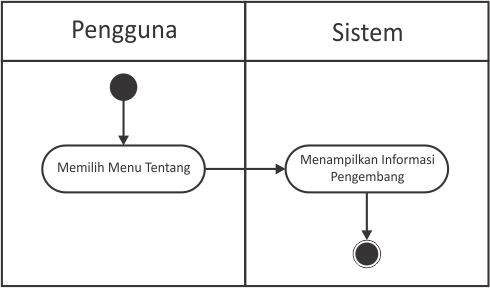 Pengguna
Sistem
Memilih Menu Tentang
Menampilkan Informasi
Pengembang